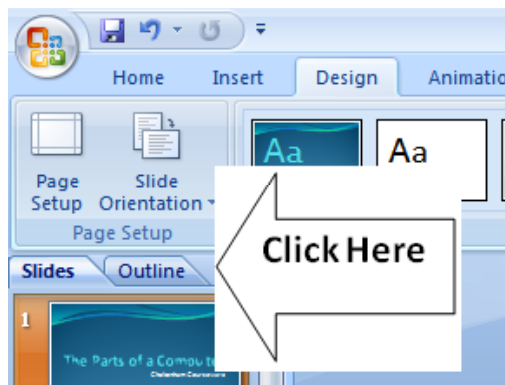 Home Insert Design Animatio
Aa Aa
Page Setup
Slide Orientation
Page Setup
Click Here
Slides Outline
1
The Parts of a Compute